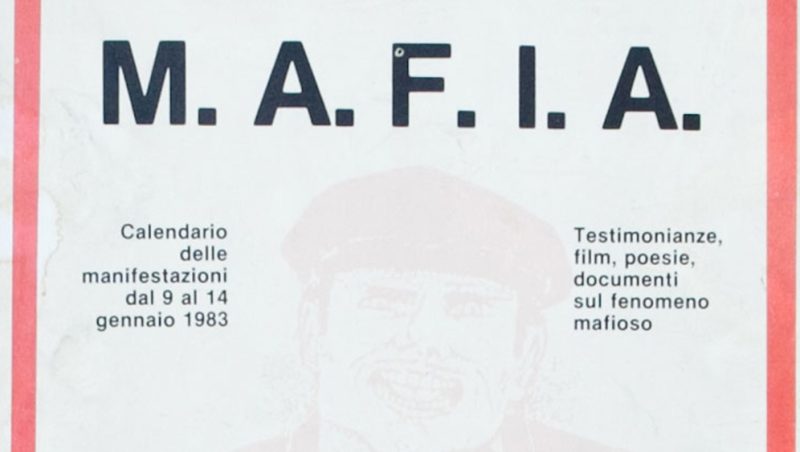 M. A. F. I. A.
Calendario
delle
manifestazioni
dal 9 al 14
gennaio 1983
Testimonianze,
film, poesie,
documenti
sul fenomeno
mafioso